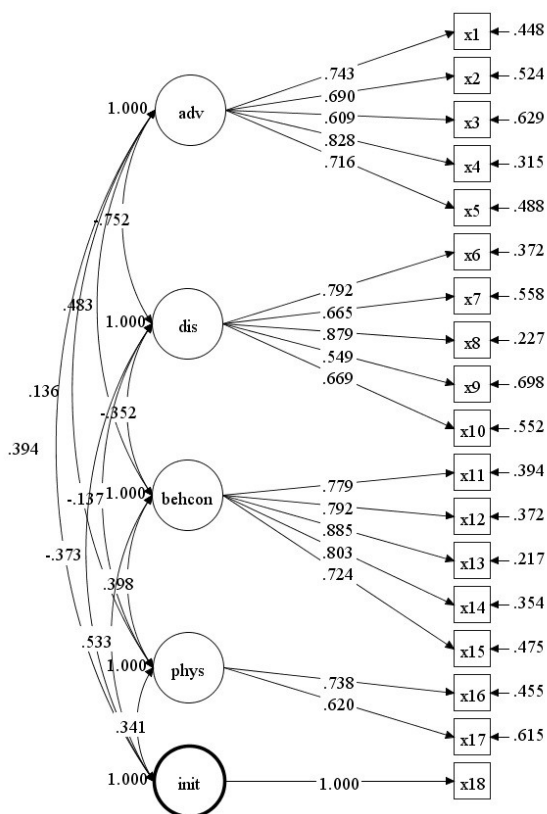 x1 .448
.743
x2 .524
1.000 adv .690
.609 x3 .629
.828
.716 x4 .315
x5 .488
-.752
x6 .372
.792
.483 x7 .558
1.000 dis .665
.879 x8 .227
.549
.669 x9 .698
.136
-.352 x10 .552
.394
x11 .394
.779
-.137 1.000 behcon .792 x12 .372
.885
.803 x13 .217
-.373 .724
.398 x14 .354
.533 x15 .475
1.000 phys .738 x16 .455
.620
.341 x17 .615
1.000 init 1.000 x18